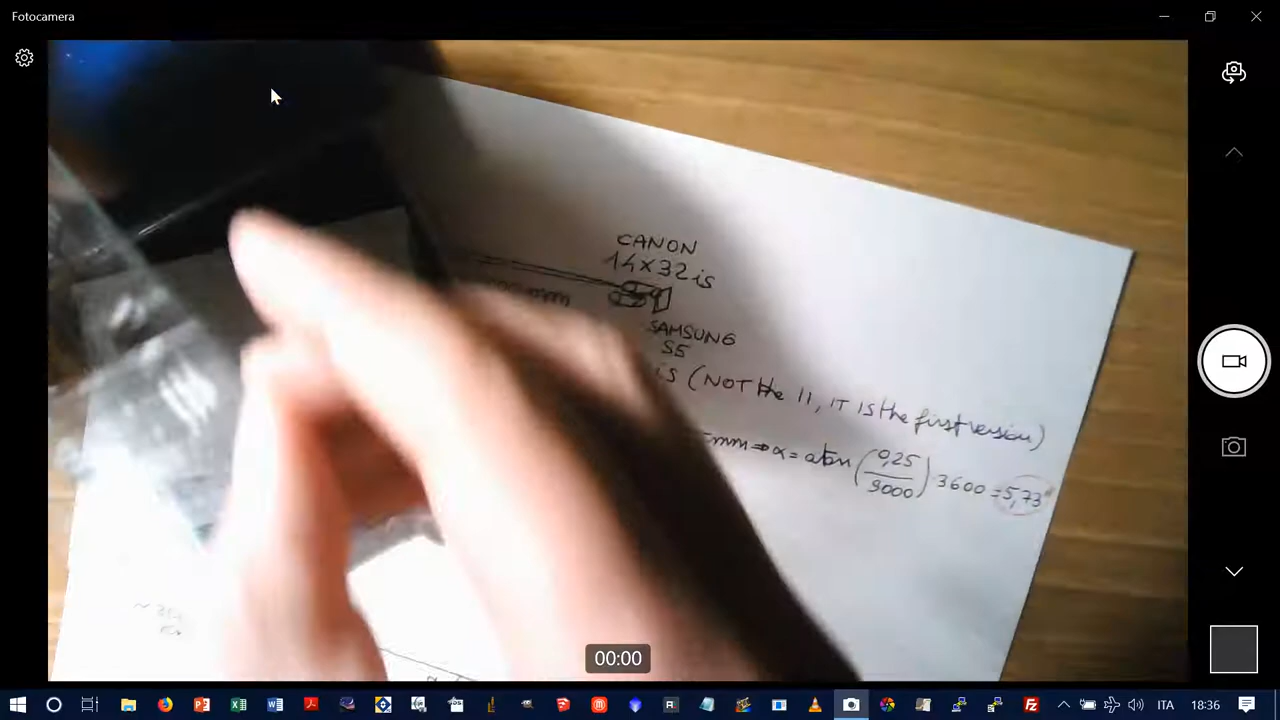 Fotocamera
CANON
14x32 is
mm
SAMSUNG
S5
is (NOT the II, IT IS the first version)
mm ⇒ α = atan (0,25/9000) 3600 = 5,73"
00:00
ITA
18:36